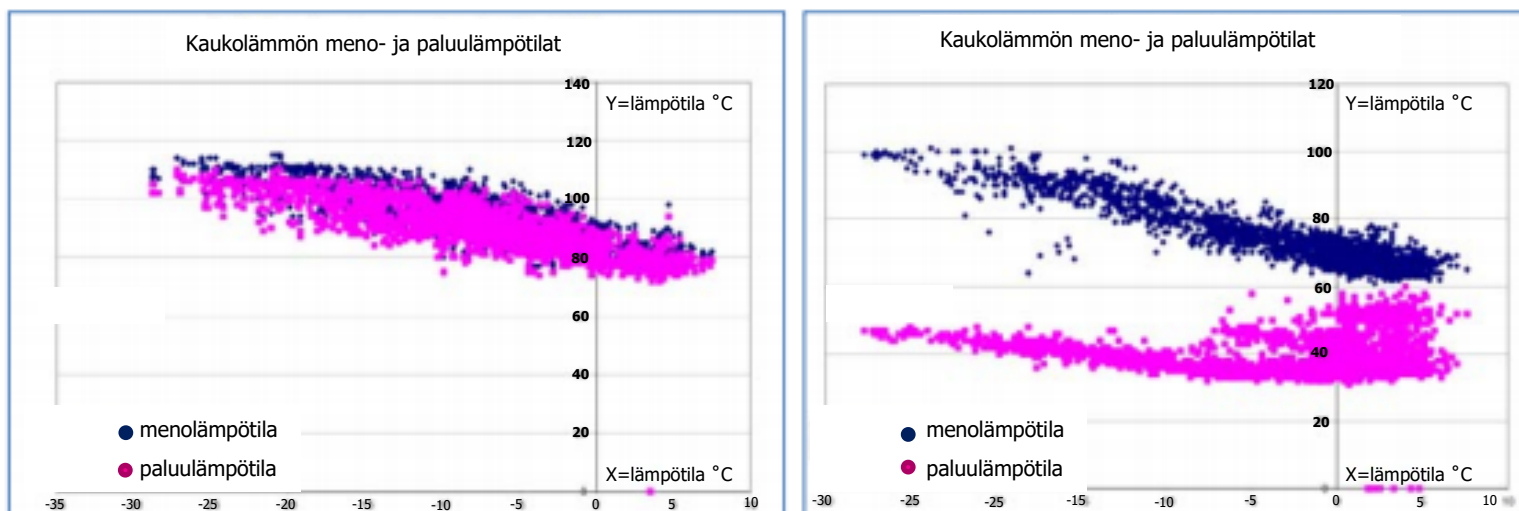 Kaukolämmön meno- ja paluulämpötilat
140
Y=lämpötila °C
120
100
80
60
40
20
menolämpötila
paluulämpötila
X=lämpötila °C
-35 -30 -25 -20 -15 -10 -5 0 5 10
Kaukolämmön meno- ja paluulämpötilat
120
Y=lämpötila °C
100
80
60
40
20
menolämpötila
paluulämpötila
X=lämpötila °C
-30 -25 -20 -15 -10 -5 0 5 10